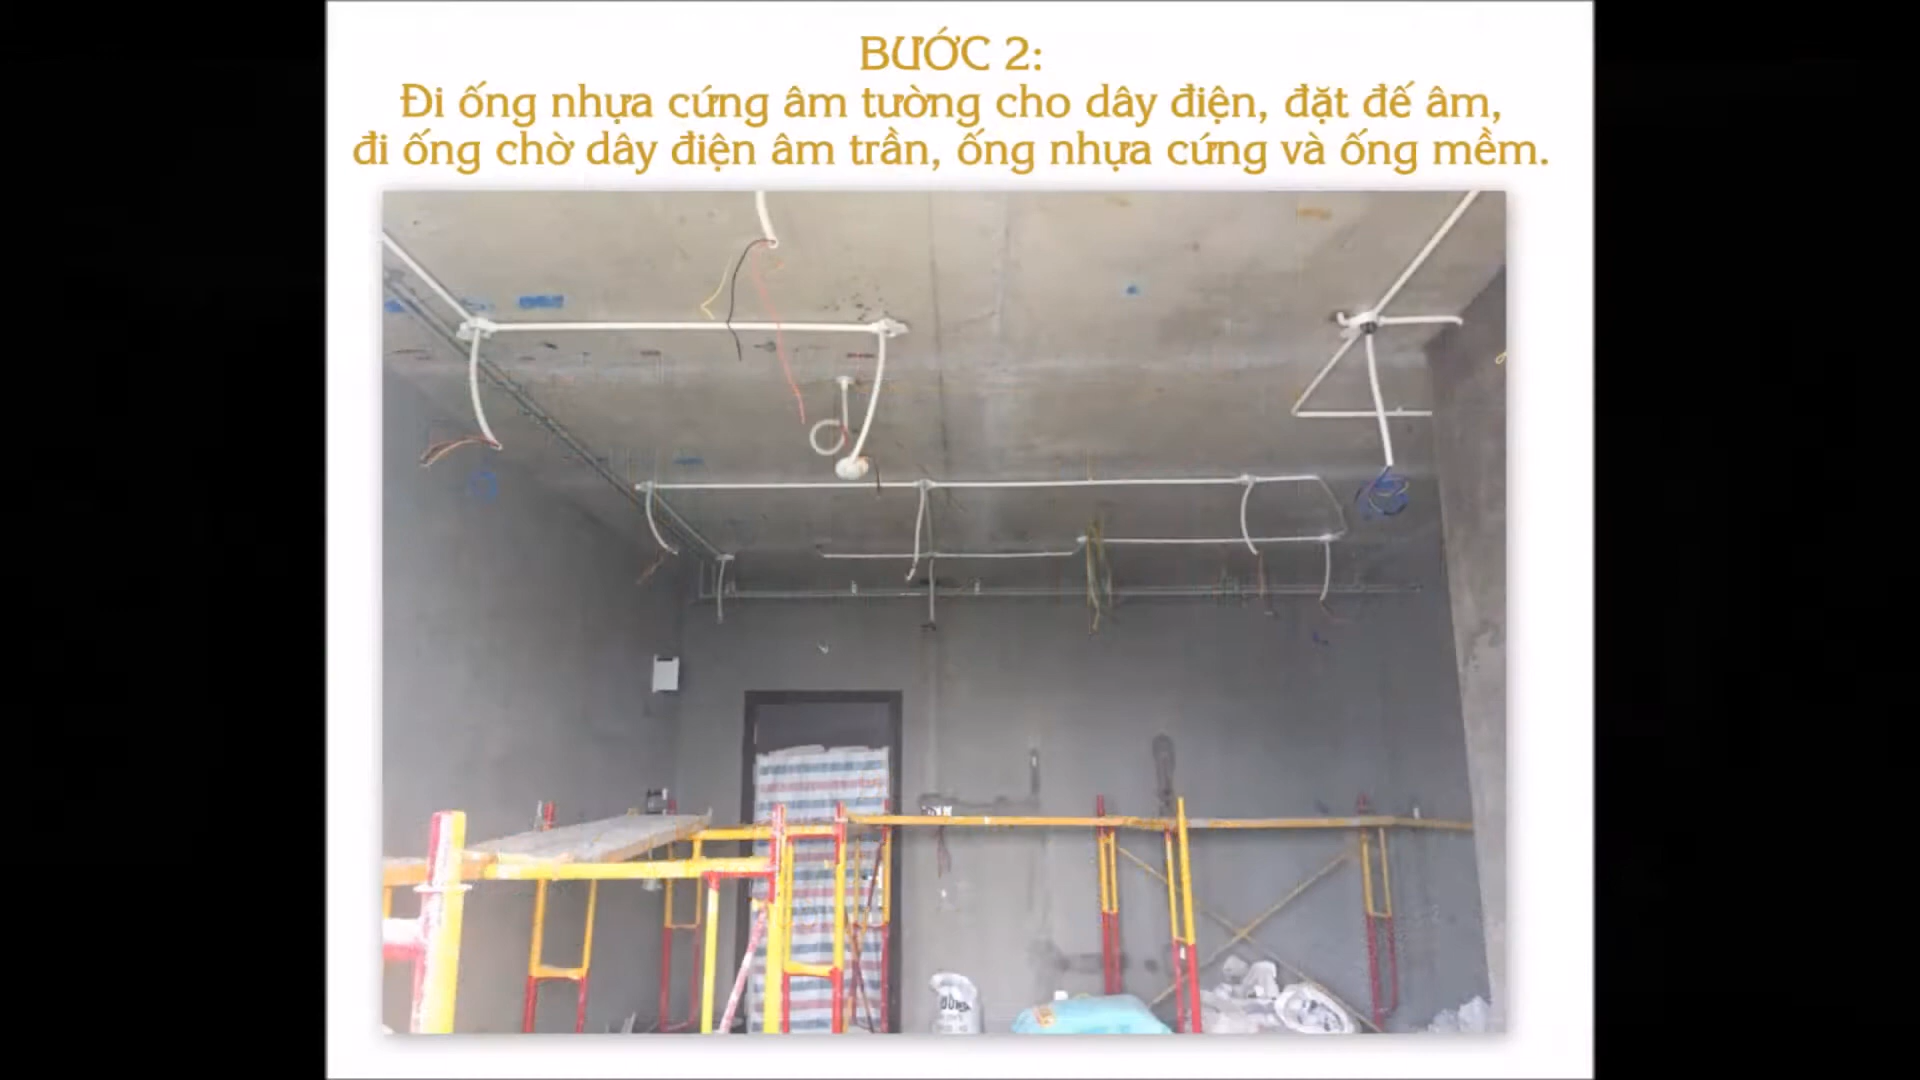 BƯỚC 2:
Đi ống nhựa cứng âm tường cho dây điện, đặt đế âm,
đi ống chờ dây điện âm trần, ống nhựa cứng và ống mềm.